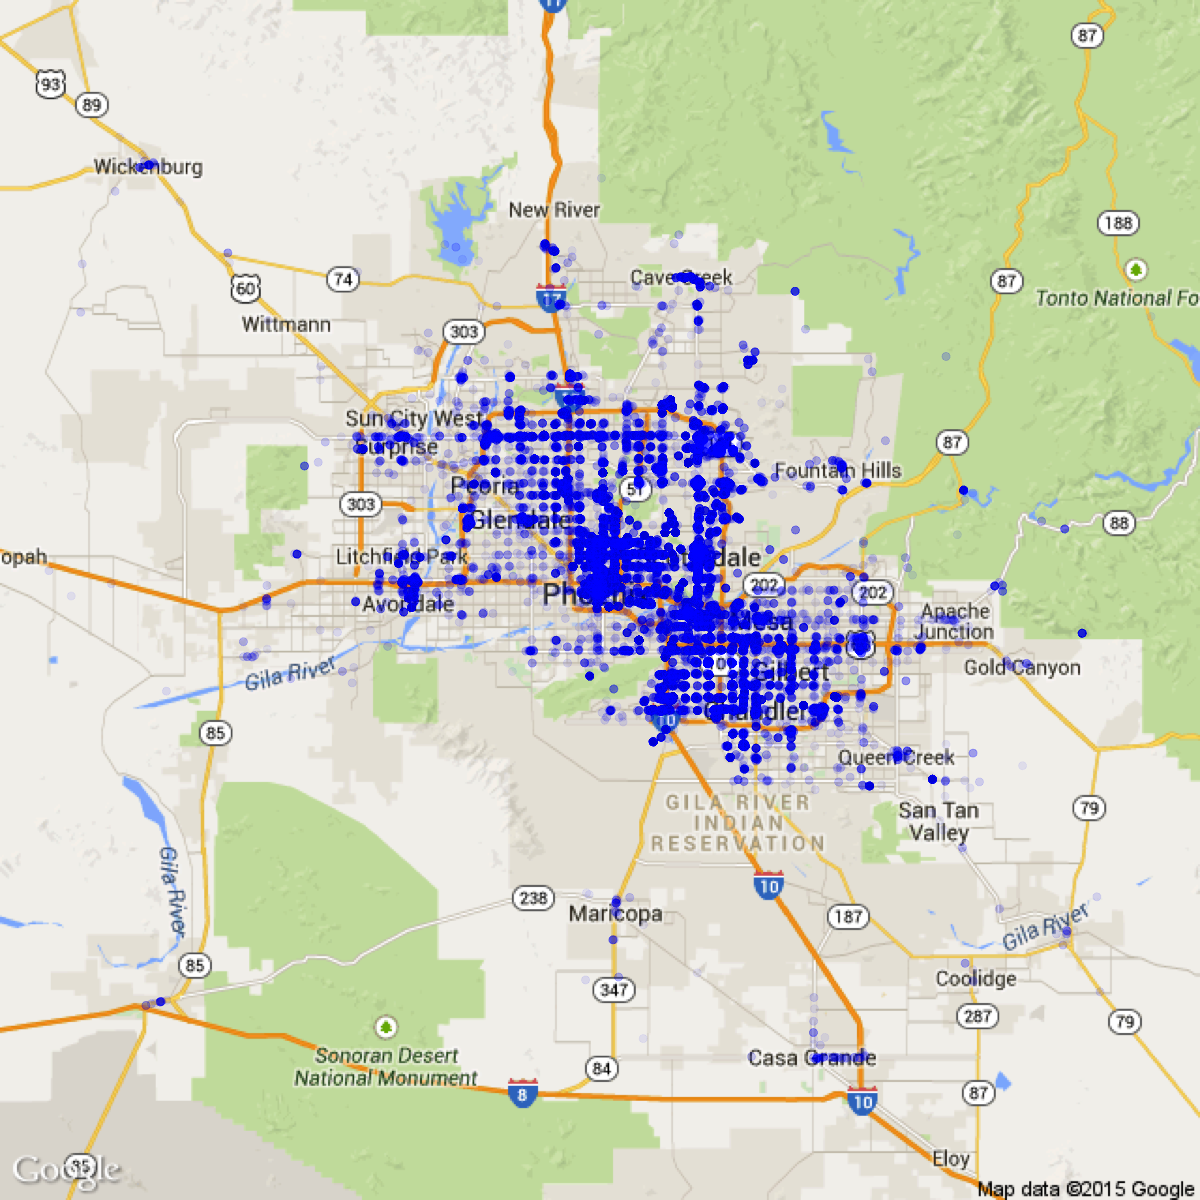 17
87
93
89
Wickenburg
188
New River
74
Cave Creek
87
60
17
Tonto National Fo
Wittmann
303
Sun City West
Surprise
87
Fountain Hills
Peoria
51
303
Glendale
88
opah
Litchfield Park
dale
202
202
Avondale
Phoenix
Mesa
Apache
Junction
Gila River
Gilbert
Gold Canyon
85
10
Chandler
Queen Creek
GILA RIVER
INDIAN
RESERVATION
San Tan
Valley
79
Gila River
10
238
Maricopa
187
Gila River
85
Coolidge
347
287
79
Sonoran Desert
National Monument
84
Casa Grande
8
87
10
Eloy
Google
85
Map data ©2015 Google